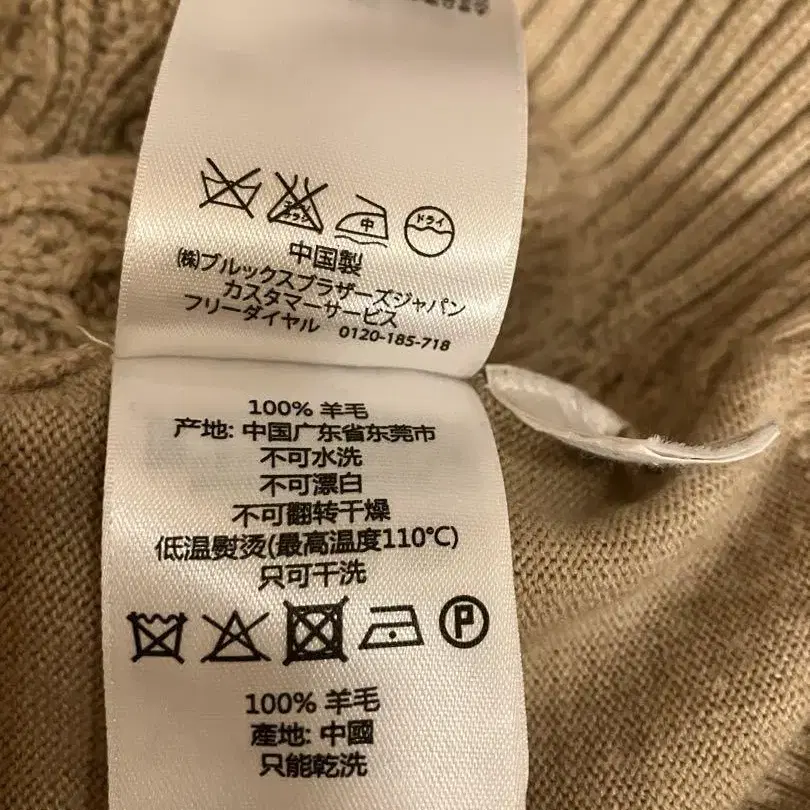 中
ドライ
中国製
㈱ブルックスブラザーズジャパン
カスタマーサービス
フリーダイヤル 0120-185-718
100% 羊毛
产地: 中国广东省东莞市
不可水洗
不可漂白
不可翻转干燥
低温熨烫(最高温度110℃)
只可干洗
P
100% 羊毛
產地: 中國
只能乾洗